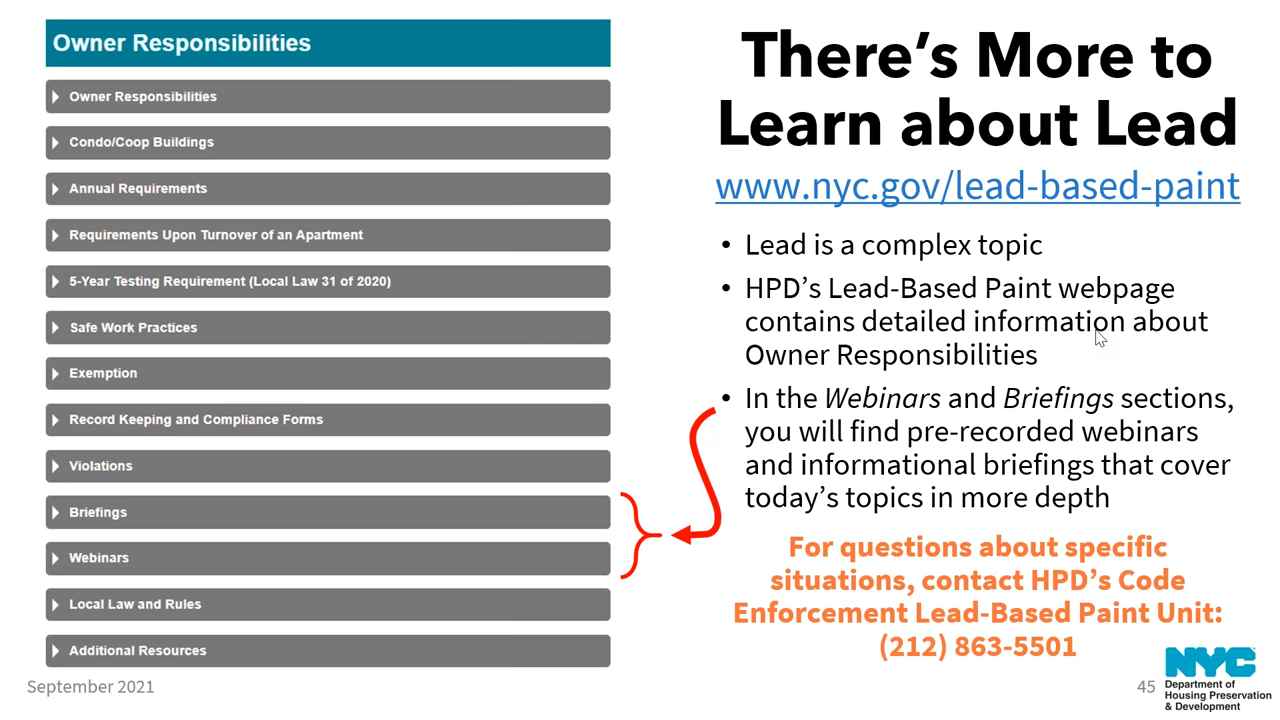 Owner Responsibilities
Owner Responsibilities
Condo/Coop Buildings
Annual Requirements
Requirements Upon Turnover of an Apartment
5-Year Testing Requirement (Local Law 31 of 2020)
Safe Work Practices
Exemption
Record Keeping and Compliance Forms
Violations
Briefings
Webinars
Local Law and Rules
Additional Resources
September 2021
There’s More to
Learn about Lead
www.nyc.gov/lead-based-paint
• Lead is a complex topic
• HPD’s Lead-Based Paint webpage
contains detailed information about
Owner Responsibilities
• In the Webinars and Briefings sections,
you will find pre-recorded webinars
and informational briefings that cover
today’s topics in more depth
For questions about specific
situations, contact HPD’s Code
Enforcement Lead-Based Paint Unit:
(212) 863-5501
45
NYC
Department of
Housing Preservation
& Development